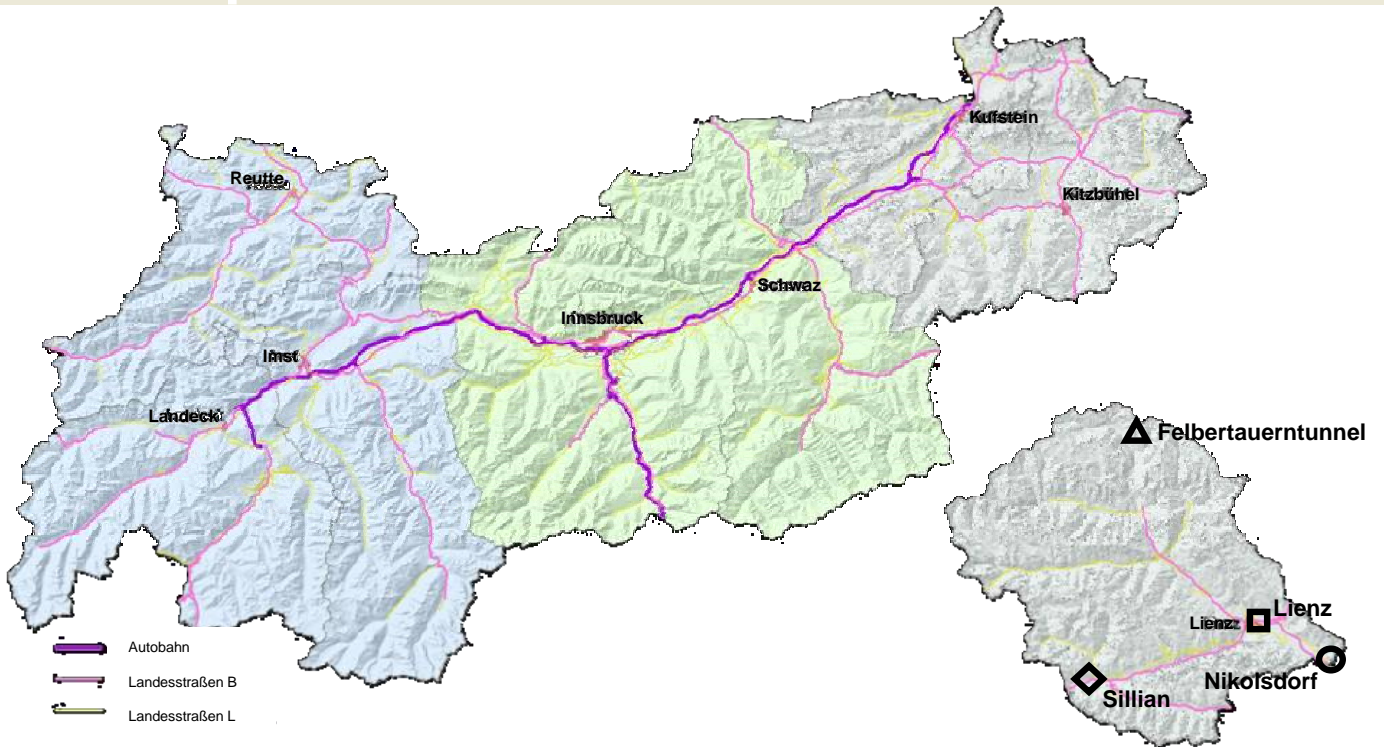 Kufstein
Reutte
Kitzbühel
Schwaz
Innsbruck
Imst
Landeck
Felbertauerntunnel
Lienz
Lienz
Nikolsdorf
Sillian
Autobahn
Landesstraßen B
Landesstraßen L